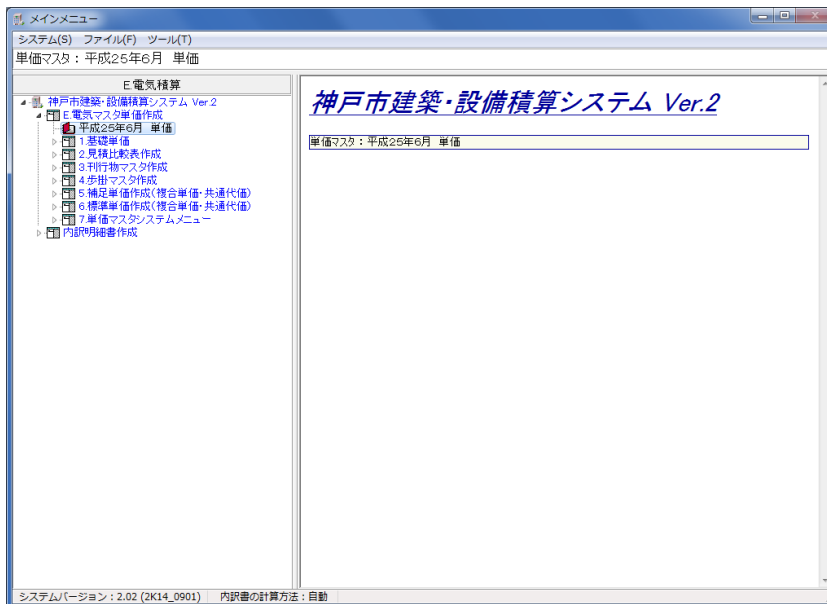 メインメニュー
システム(S) ファイル(F) ツール(T)
単価マスタ：平成25年6月 単価
E.電気積算
神戸市建築・設備積算システム Ver.2
E.電気マスタ単価作成
平成25年6月 単価
1.基礎単価
2.見積比較表作成
3.刊行物マスタ作成
4.歩掛マスタ作成
5.補足単価作成(複合単価・共通代価)
6.標準単価作成(複合単価・共通代価)
7.単価マスタシステムメニュー
内訳明細書作成
神戸市建築・設備積算システム Ver.2
単価マスタ：平成25年6月 単価
システムバージョン：2.02 (2K14_0901) 内訳書の計算方法：自動